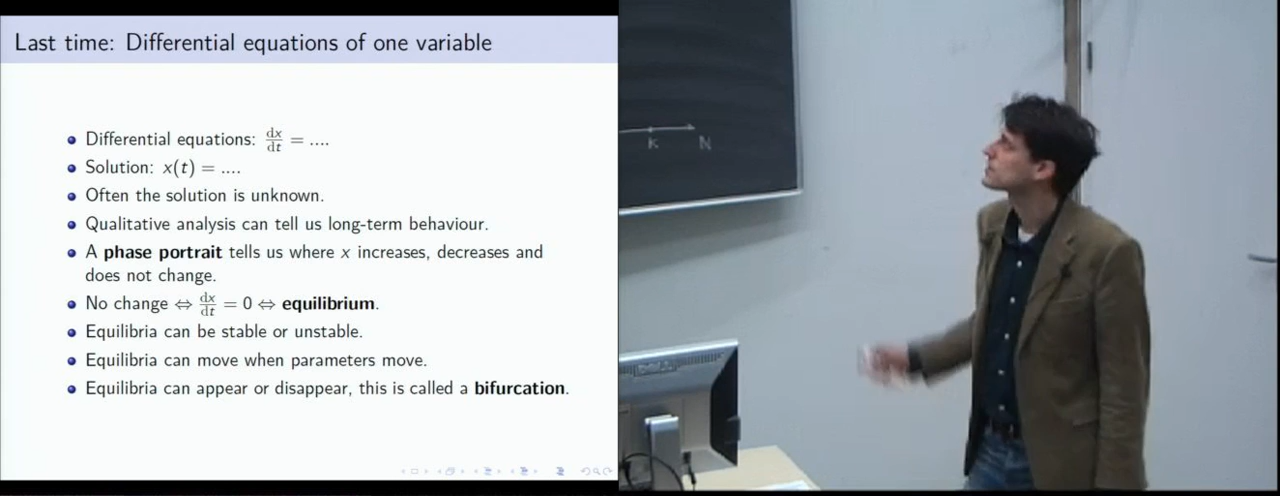 Last time: Differential equations of one variable
Differential equations: dx/dt = ....
Solution: x(t) = ....
Often the solution is unknown.
Qualitative analysis can tell us long-term behaviour.
A phase portrait tells us where x increases, decreases and
does not change.
No change ⇔ dx/dt = 0 ⇔ equilibrium.
Equilibria can be stable or unstable.
Equilibria can move when parameters move.
Equilibria can appear or disappear, this is called a bifurcation.
K N